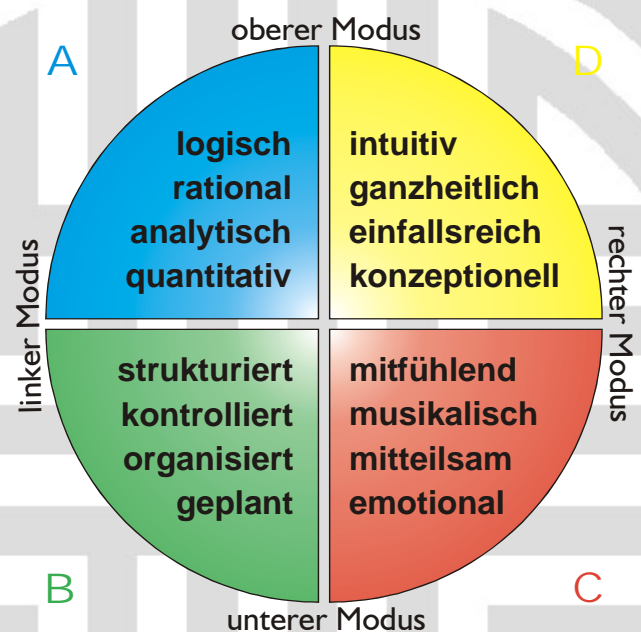 oberer Modus
A
D
logisch
rational
analytisch
quantitativ
intuitiv
ganzheitlich
einfallsreich
konzeptionell
linker Modus
rechter Modus
strukturiert
kontrolliert
organisiert
geplant
mitfühlend
musikalisch
mitteilsam
emotional
B
C
unterer Modus